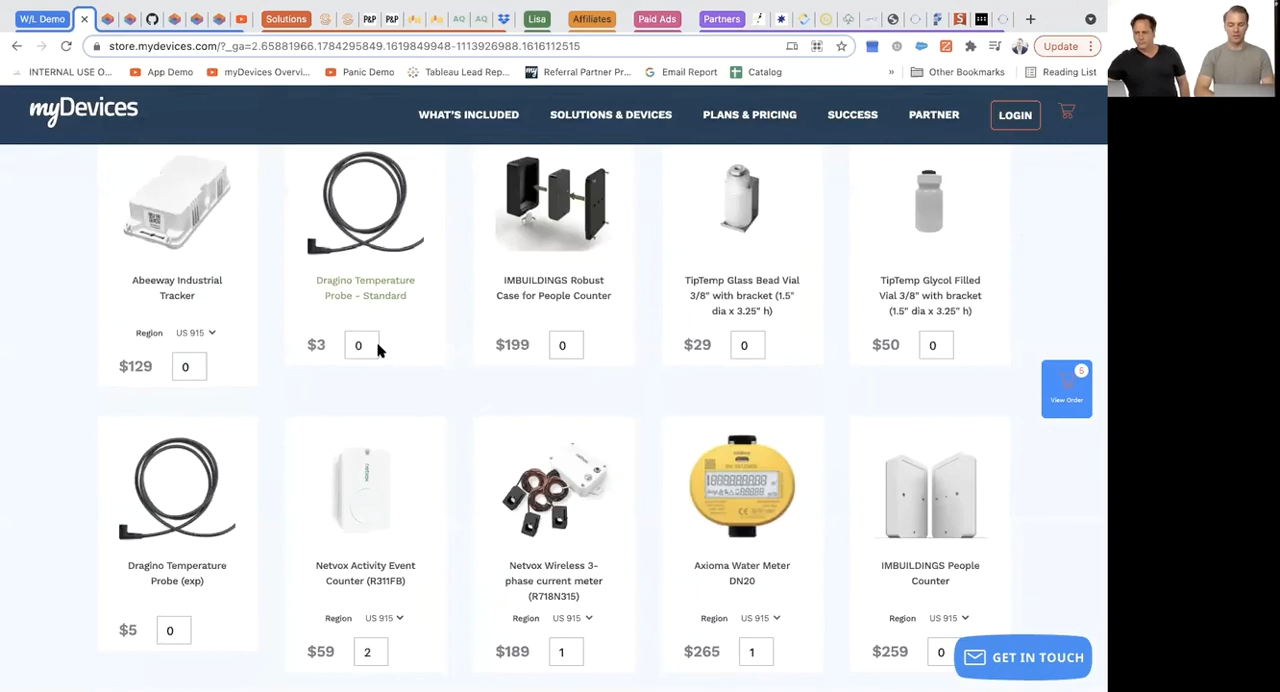 W/L Demo
Solutions
P&P
P&P
AQ
AQ
Lisa
Affiliates
Paid Ads
Partners
store.mydevices.com/?_ga=2.65881966.1784295849.1619849948-1113926988.1616112515
Update
INTERNAL USE O...
App Demo
myDevices Overvi...
Panic Demo
Tableau Lead Rep...
Referral Partner Pr...
Email Report
Catalog
»
Other Bookmarks
Reading List
myDevices
WHAT'S INCLUDED
SOLUTIONS & DEVICES
PLANS & PRICING
SUCCESS
PARTNER
LOGIN
Abeeway Industrial
Tracker
Region US 915
$129 0
Dragino Temperature
Probe - Standard
$3 0
IMBUILDINGS Robust
Case for People Counter
$199 0
TipTemp Glass Bead Vial
3/8" with bracket (1.5"
dia x 3.25" h)
$29 0
TipTemp Glycol Filled
Vial 3/8" with bracket
(1.5" dia x 3.25" h)
$50 0
5
View Order
Dragino Temperature
Probe (exp)
$5 0
netvox
Netvox Activity Event
Counter (R311FB)
Region US 915
$59 2
Netvox Wireless 3-
phase current meter
(R718N315)
Region US 915
$189 1
Axioma Water Meter
DN20
Region US 915
$265 1
IMBUILDINGS People
Counter
Region US 915
$259 0
GET IN TOUCH